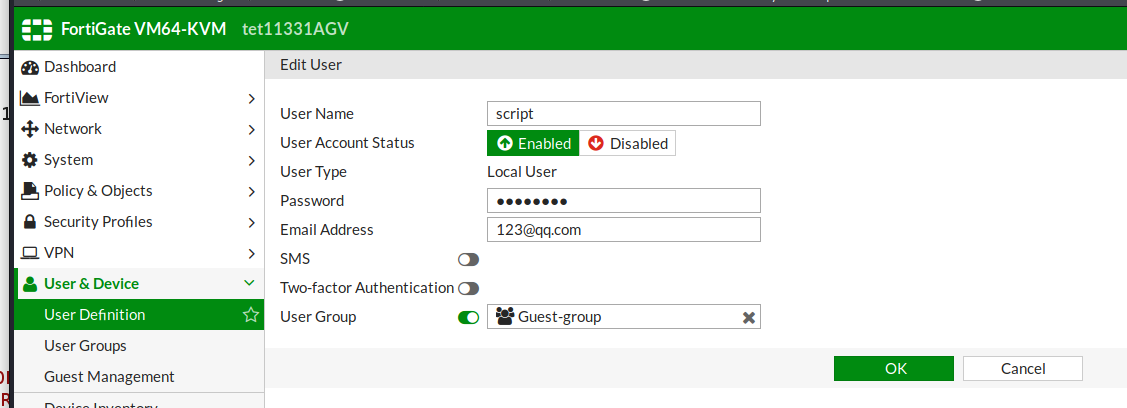 FortiGate VM64-KVM tet11331AGV
Dashboard
FortiView
Network
System
Policy & Objects
Security Profiles
VPN
User & Device
User Definition
User Groups
Guest Management
Edit User
User Name script
User Account Status Enabled Disabled
User Type Local User
Password ••••••••
Email Address 123@qq.com
SMS
Two-factor Authentication
User Group Guest-group
OK Cancel